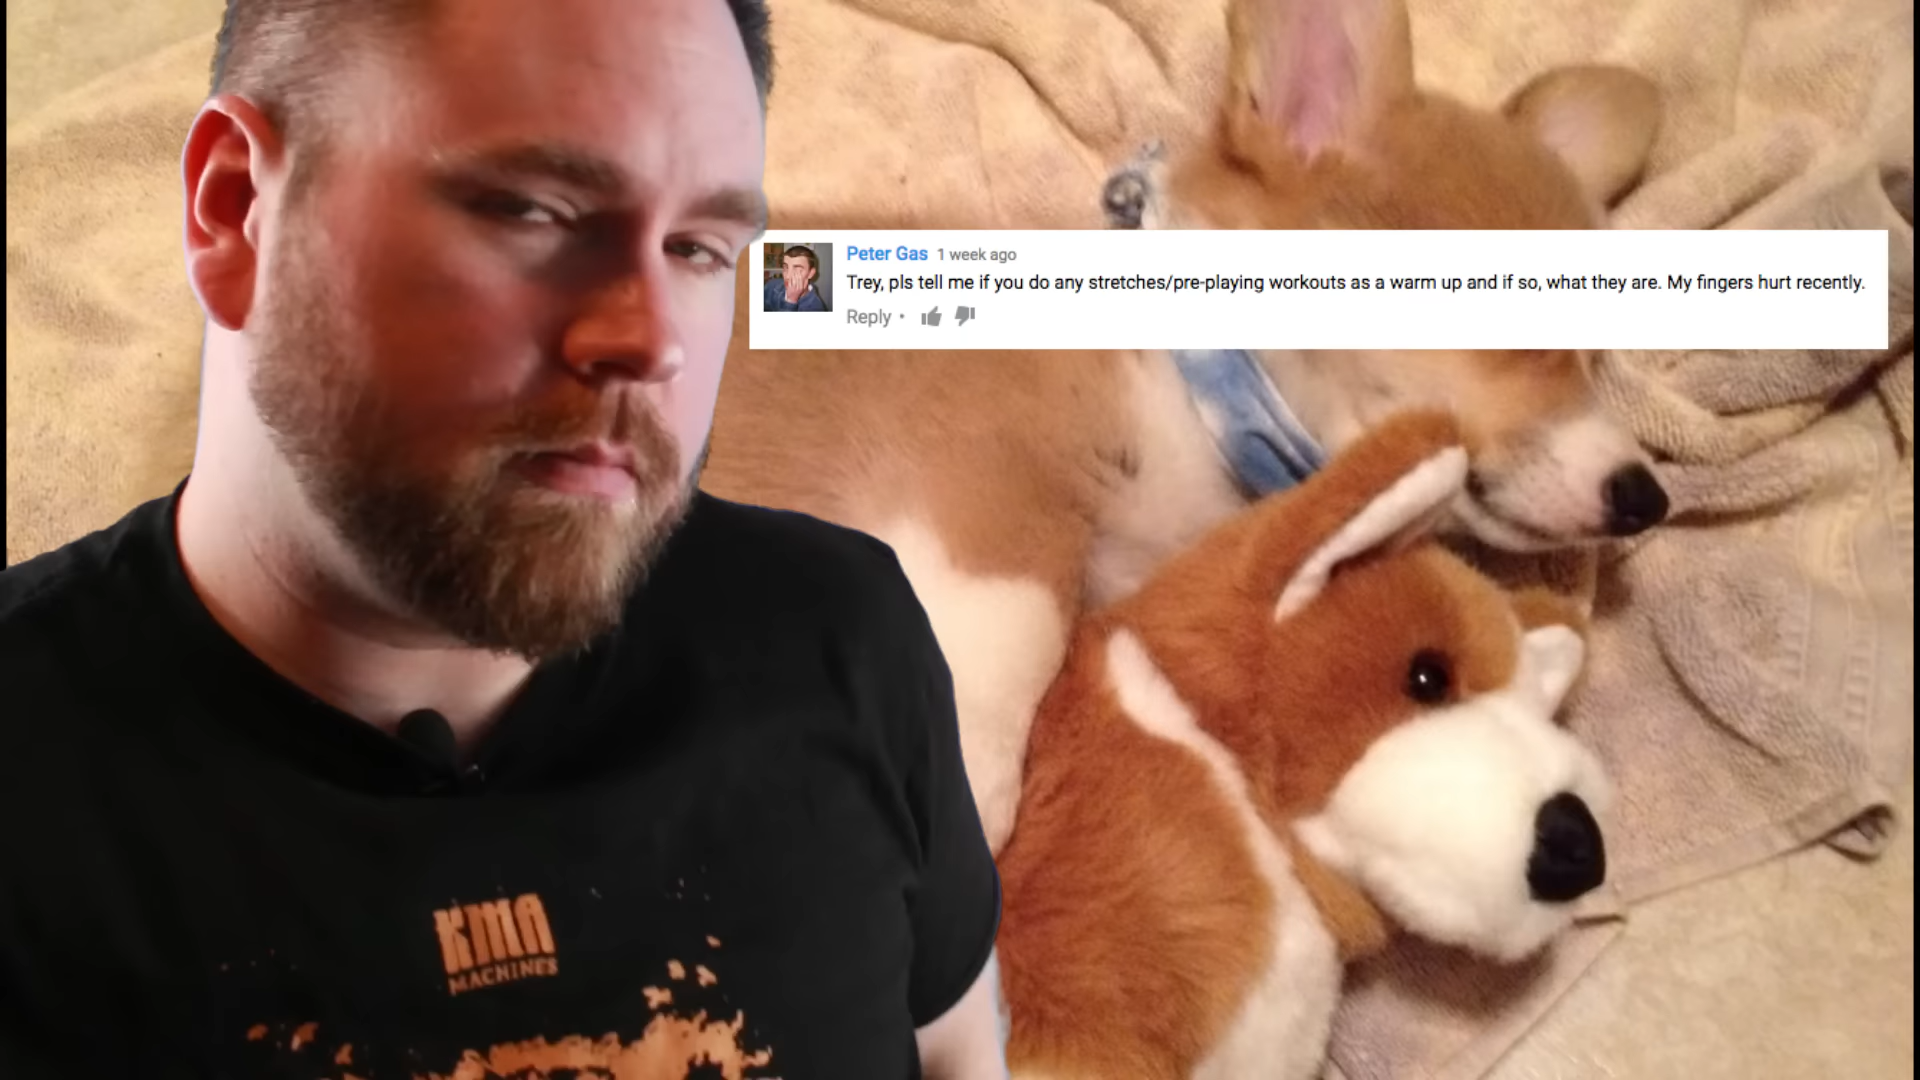 Peter Gas 1 week ago
Trey, pls tell me if you do any stretches/pre-playing workouts as a warm up and if so, what they are. My fingers hurt recently.
Reply •
KMA
MACHINES